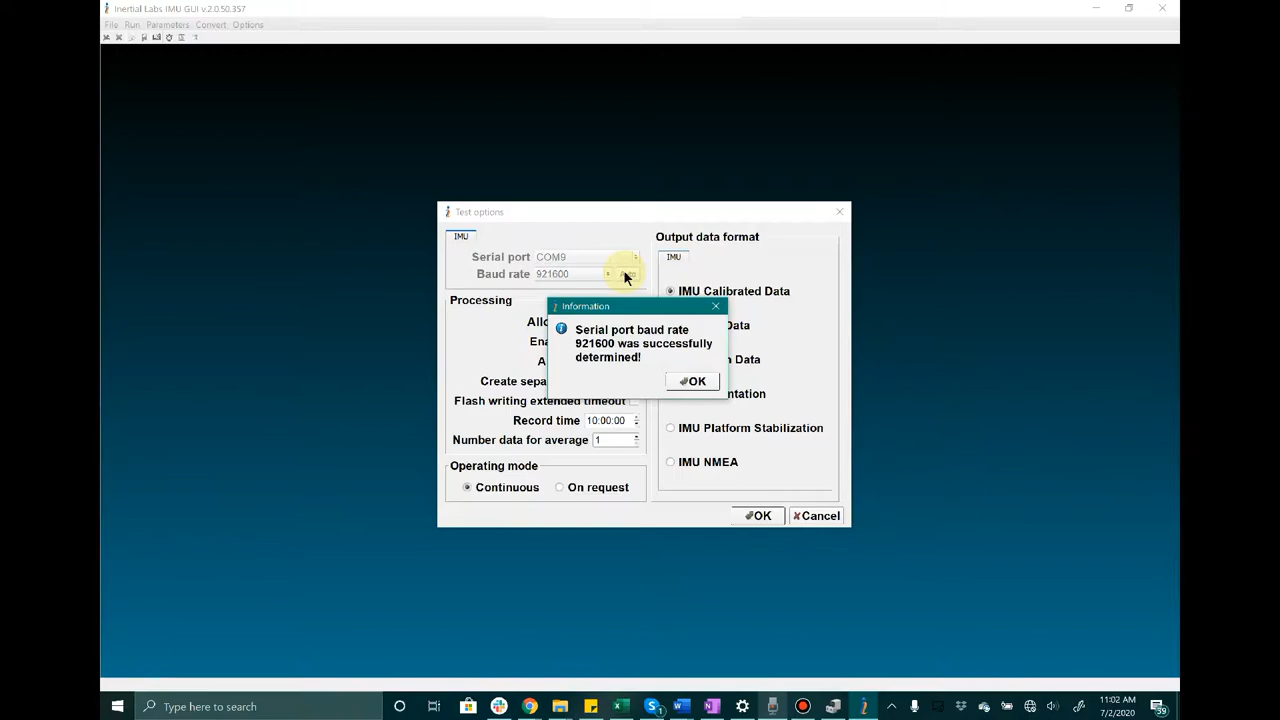 Inertial Labs IMU GUI v.2.0.50.357
File Run Parameters Convert Options
Test options
IMU
Serial port COM9
Baud rate 921600
Processing
Create sepa
Flash writing extended timeout
Record time 10:00:00
Number data for average 1
Operating mode
Continuous On request
Output data format
IMU
IMU Calibrated Data
Data
Data
ntation
IMU Platform Stabilization
IMU NMEA
OK Cancel
Information
Serial port baud rate
921600 was successfully
determined!
OK
Type here to search
11:02 AM
7/2/2020
39